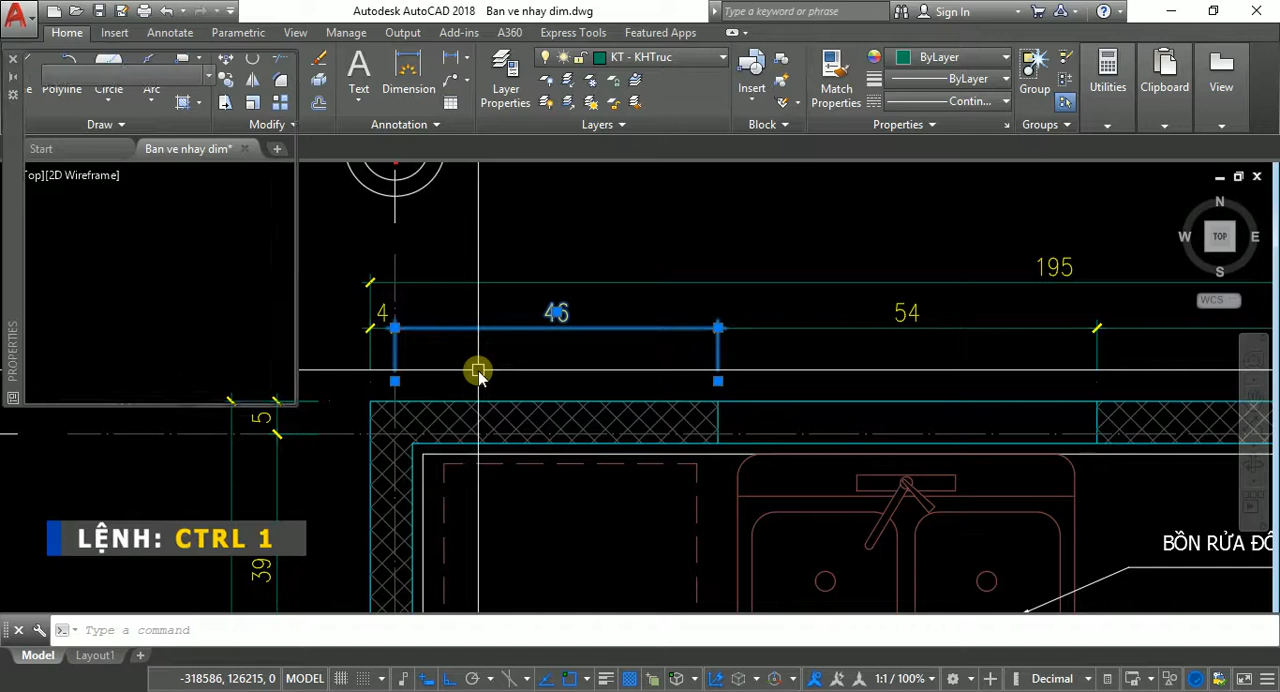 Autodesk AutoCAD 2018 Ban ve nhay dim.dwg
Type a keyword or phrase
Sign In
Home Insert Annotate Parametric View Manage Output Add-ins A360 Express Tools Featured Apps
KT - KHTruc
ByLayer
ByLayer
Contin...
Polyline Circle Arc
Text Dimension
Layer Properties
Insert
Match Properties
Group
Utilities Clipboard View
Draw Modify Annotation Layers Block Properties Groups
Start Ban ve nhay dim*
[2D Wireframe]
N
W TOP E
S
WCS
195
4 46 54
PROPERTIES
5
LỆNH: CTRL 1
39
BỒN RỬA ĐÔ
Type a command
Model Layout1
-318586, 126215, 0 MODEL 1:1 / 100% Decimal